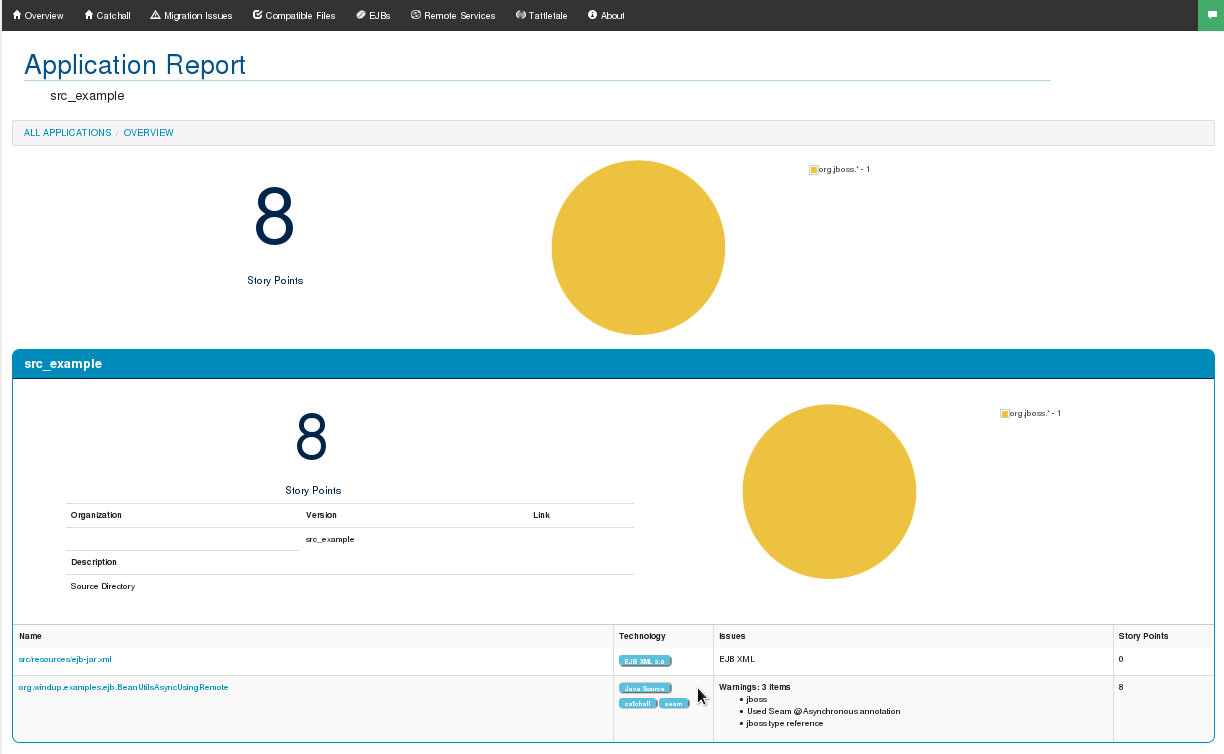 Overview Catchall Migration Issues Compatible Files EJBs Remote Services Tattletale About
Application Report
src_example
ALL APPLICATIONS / OVERVIEW
8
Story Points
org.jboss.* - 1
src_example
8
Story Points
org.jboss.* - 1
Organization Version Link
src_example
Description
Source Directory
Name Technology Issues Story Points
src/resources/ejb-jar.xml EJB XML 3.0 EJB XML 0
org.windup.examples.ejb.BeanUtilsAsyncUsingRemote Java Source Warnings: 3 items 8
catchall seam • jboss
• Used Seam @Asynchronous annotation
• jboss type reference